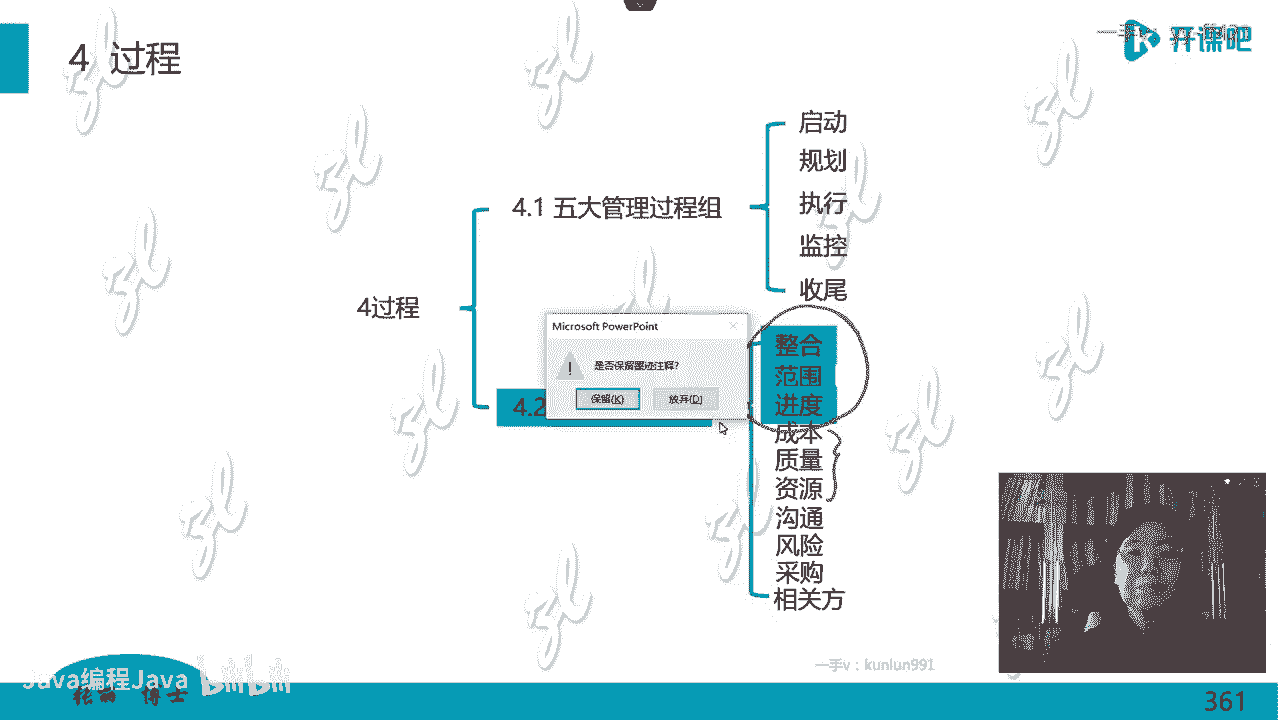 4 过程
开课吧
启动
规划
4.1 五大管理过程组
执行
监控
收尾
4过程
Microsoft PowerPoint
是否保留墨迹注释?
保留(K)
放弃(D)
4.2
整合
范围
进度
成本
质量
资源
沟通
风险
采购
相关方
一手v：kunlun991
Java编程Java
bilibili
博士
361